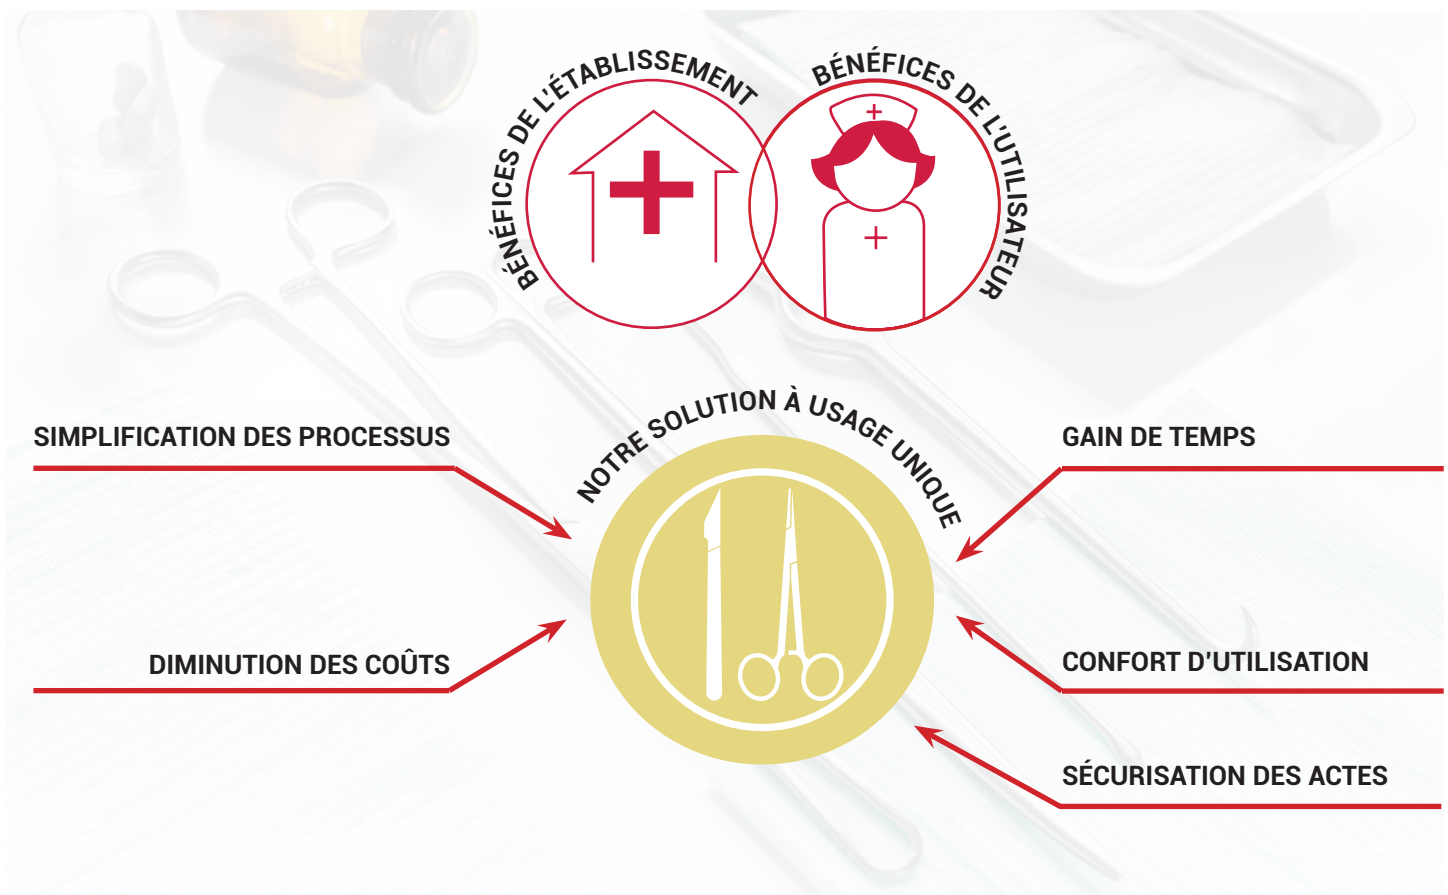 BÉNÉFICES DE L'ÉTABLISSEMENT
BÉNÉFICES DE L'UTILISATEUR
NOTRE SOLUTION À USAGE UNIQUE
SIMPLIFICATION DES PROCESSUS
GAIN DE TEMPS
DIMINUTION DES COÛTS
CONFORT D'UTILISATION
SÉCURISATION DES ACTES